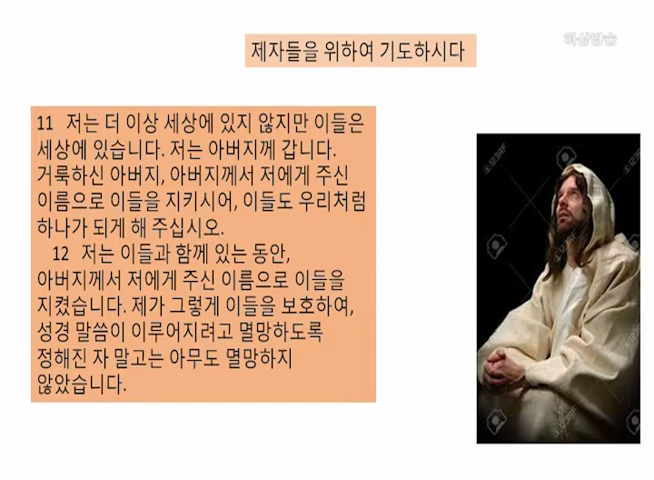 제자들을 위하여 기도하시다
하상방송
11 저는 더 이상 세상에 있지 않지만 이들은
세상에 있습니다. 저는 아버지께 갑니다.
거룩하신 아버지, 아버지께서 저에게 주신
이름으로 이들을 지키시어, 이들도 우리처럼
하나가 되게 해 주십시오.
12 저는 이들과 함께 있는 동안,
아버지께서 저에게 주신 이름으로 이들을
지켰습니다. 제가 그렇게 이들을 보호하여,
성경 말씀이 이루어지려고 멸망하도록
정해진 자 말고는 아무도 멸망하지
않았습니다.
123RF